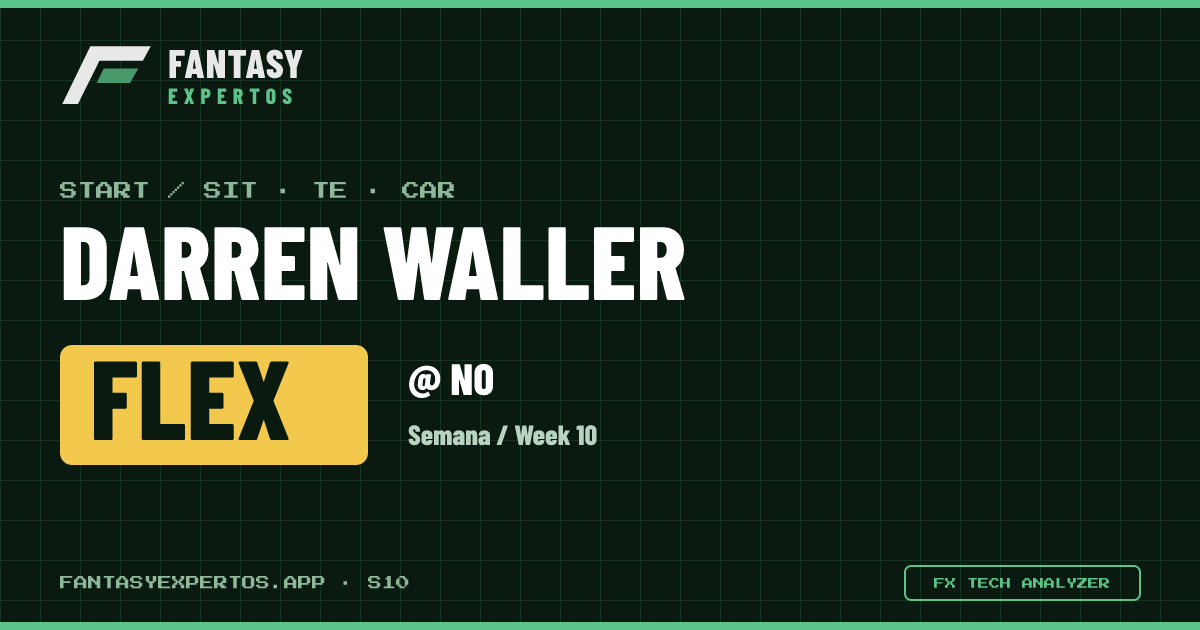 FANTASY
EXPERTOS
START / SIT · TE · CAR
DARREN WALLER
FLEX
@ NO
Semana / Week 10
FANTASYEXPERTOS.APP · S10
FX TECH ANALYZER